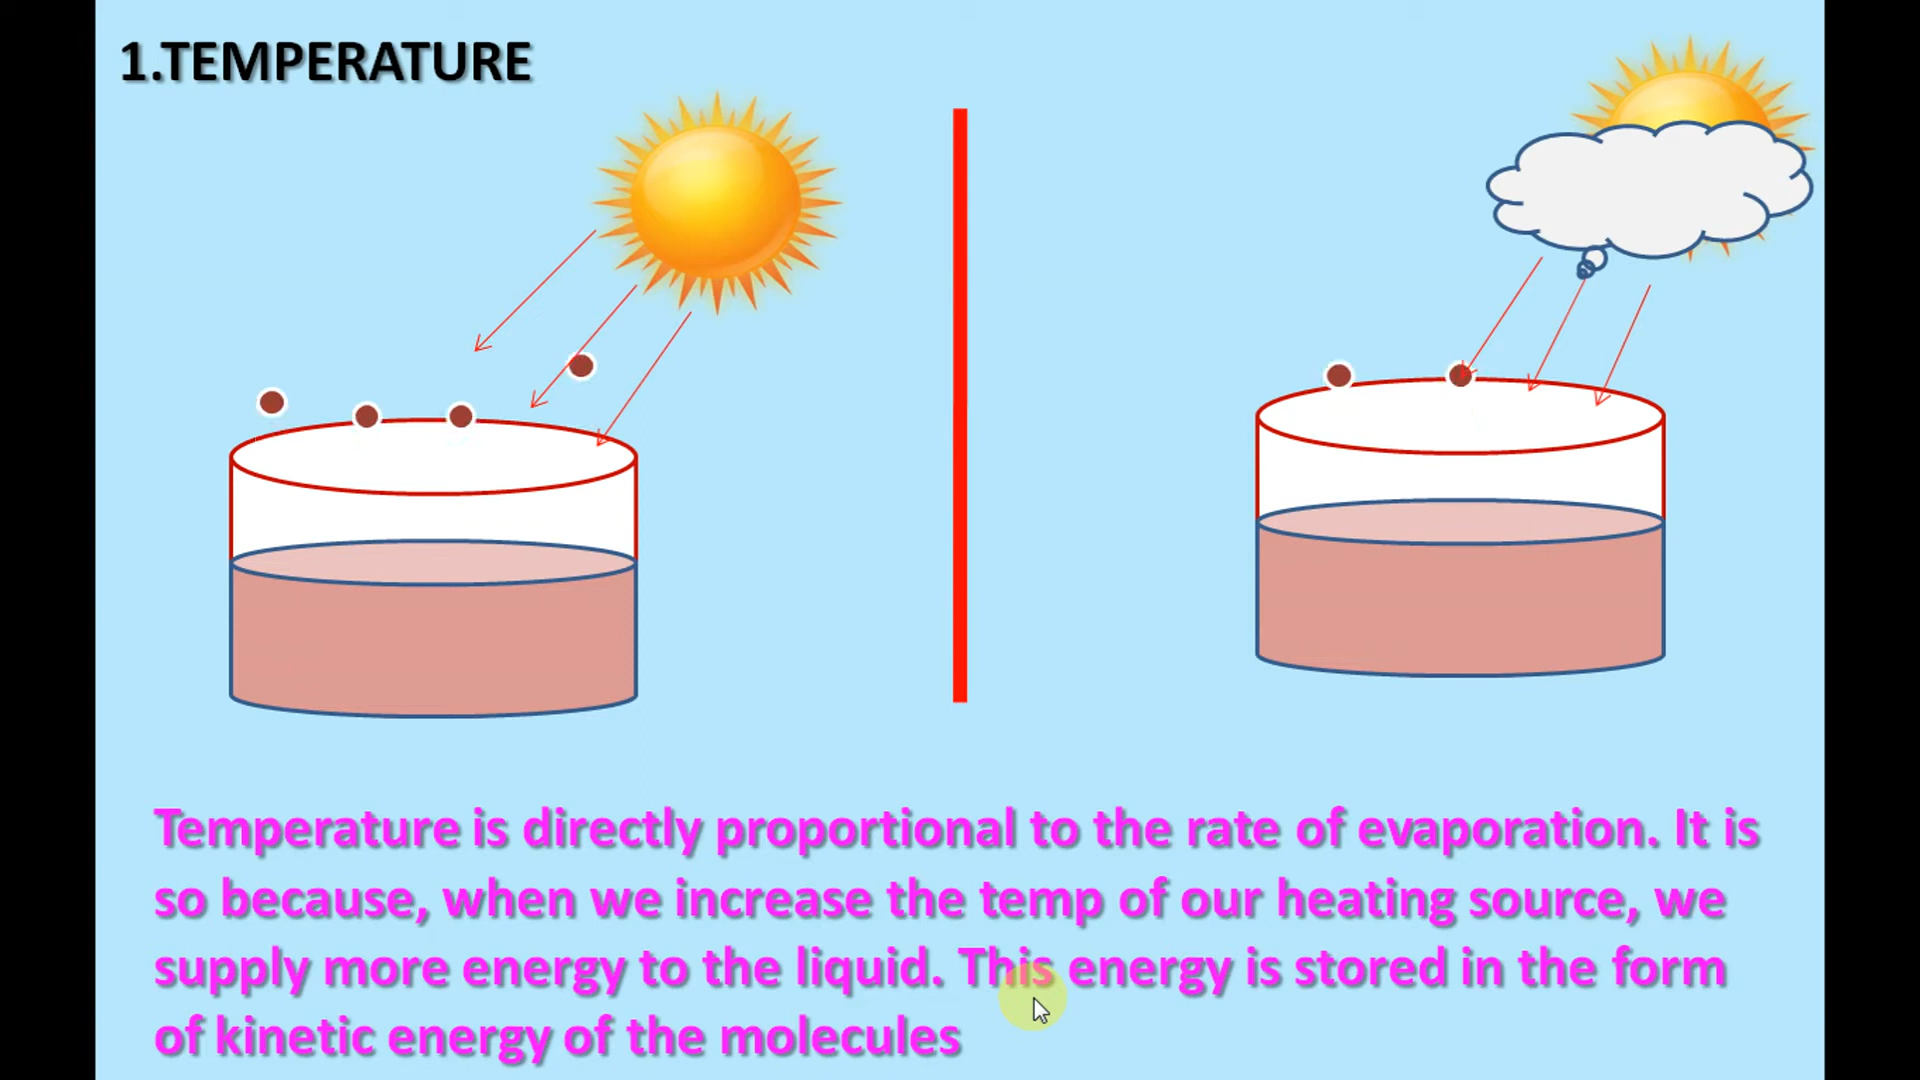 1.TEMPERATURE
Temperature is directly proportional to the rate of evaporation. It is
so because, when we increase the temp of our heating source, we
supply more energy to the liquid. This energy is stored in the form
of kinetic energy of the molecules